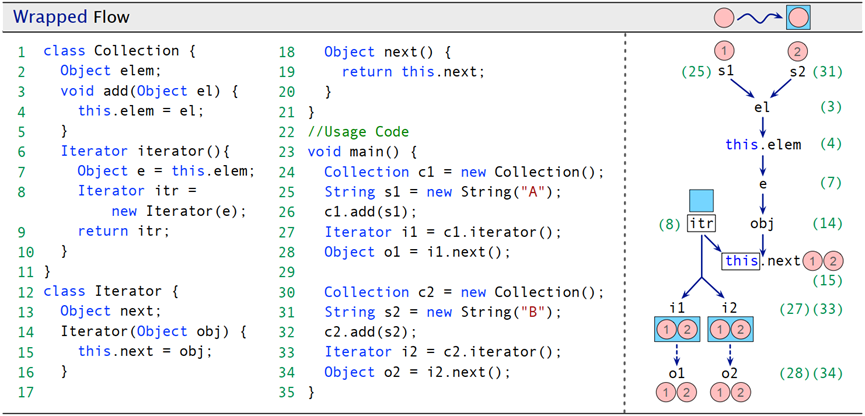 Wrapped Flow
1 class Collection {
2 Object elem;
3 void add(Object el) {
4 this.elem = el;
5 }
6 Iterator iterator(){
7 Object e = this.elem;
8 Iterator itr =
new Iterator(e);
9 return itr;
10 }
11 }
12 class Iterator {
13 Object next;
14 Iterator(Object obj) {
15 this.next = obj;
16 }
17
18 Object next() {
19 return this.next;
20 }
21 }
22 //Usage Code
23 void main() {
24 Collection c1 = new Collection();
25 String s1 = new String("A");
26 c1.add(s1);
27 Iterator i1 = c1.iterator();
28 Object o1 = i1.next();
29
30 Collection c2 = new Collection();
31 String s2 = new String("B");
32 c2.add(s2);
33 Iterator i2 = c2.iterator();
34 Object o2 = i2.next();
35 }
1 2
(25) s1 s2 (31)
el (3)
this.elem (4)
e (7)
(8) itr obj (14)
this.next 1 2
(15)
i1 i2 (27)(33)
1 2 1 2
o1 o2 (28)(34)
1 2 1 2